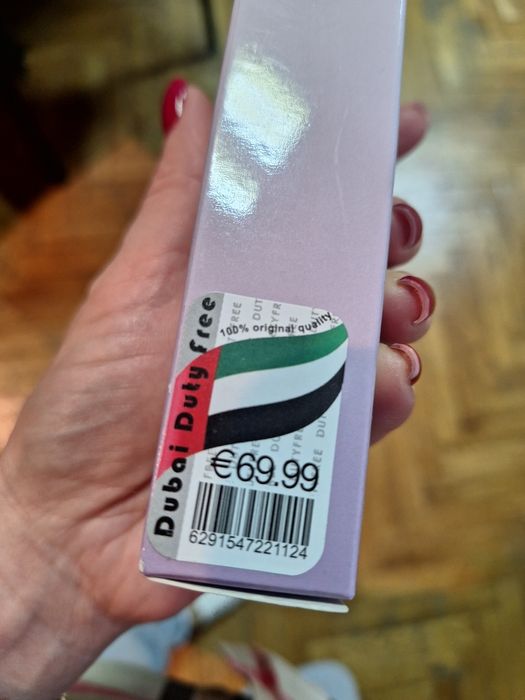 Dubai Duty free
100% original quality
€69.99
6291547221124